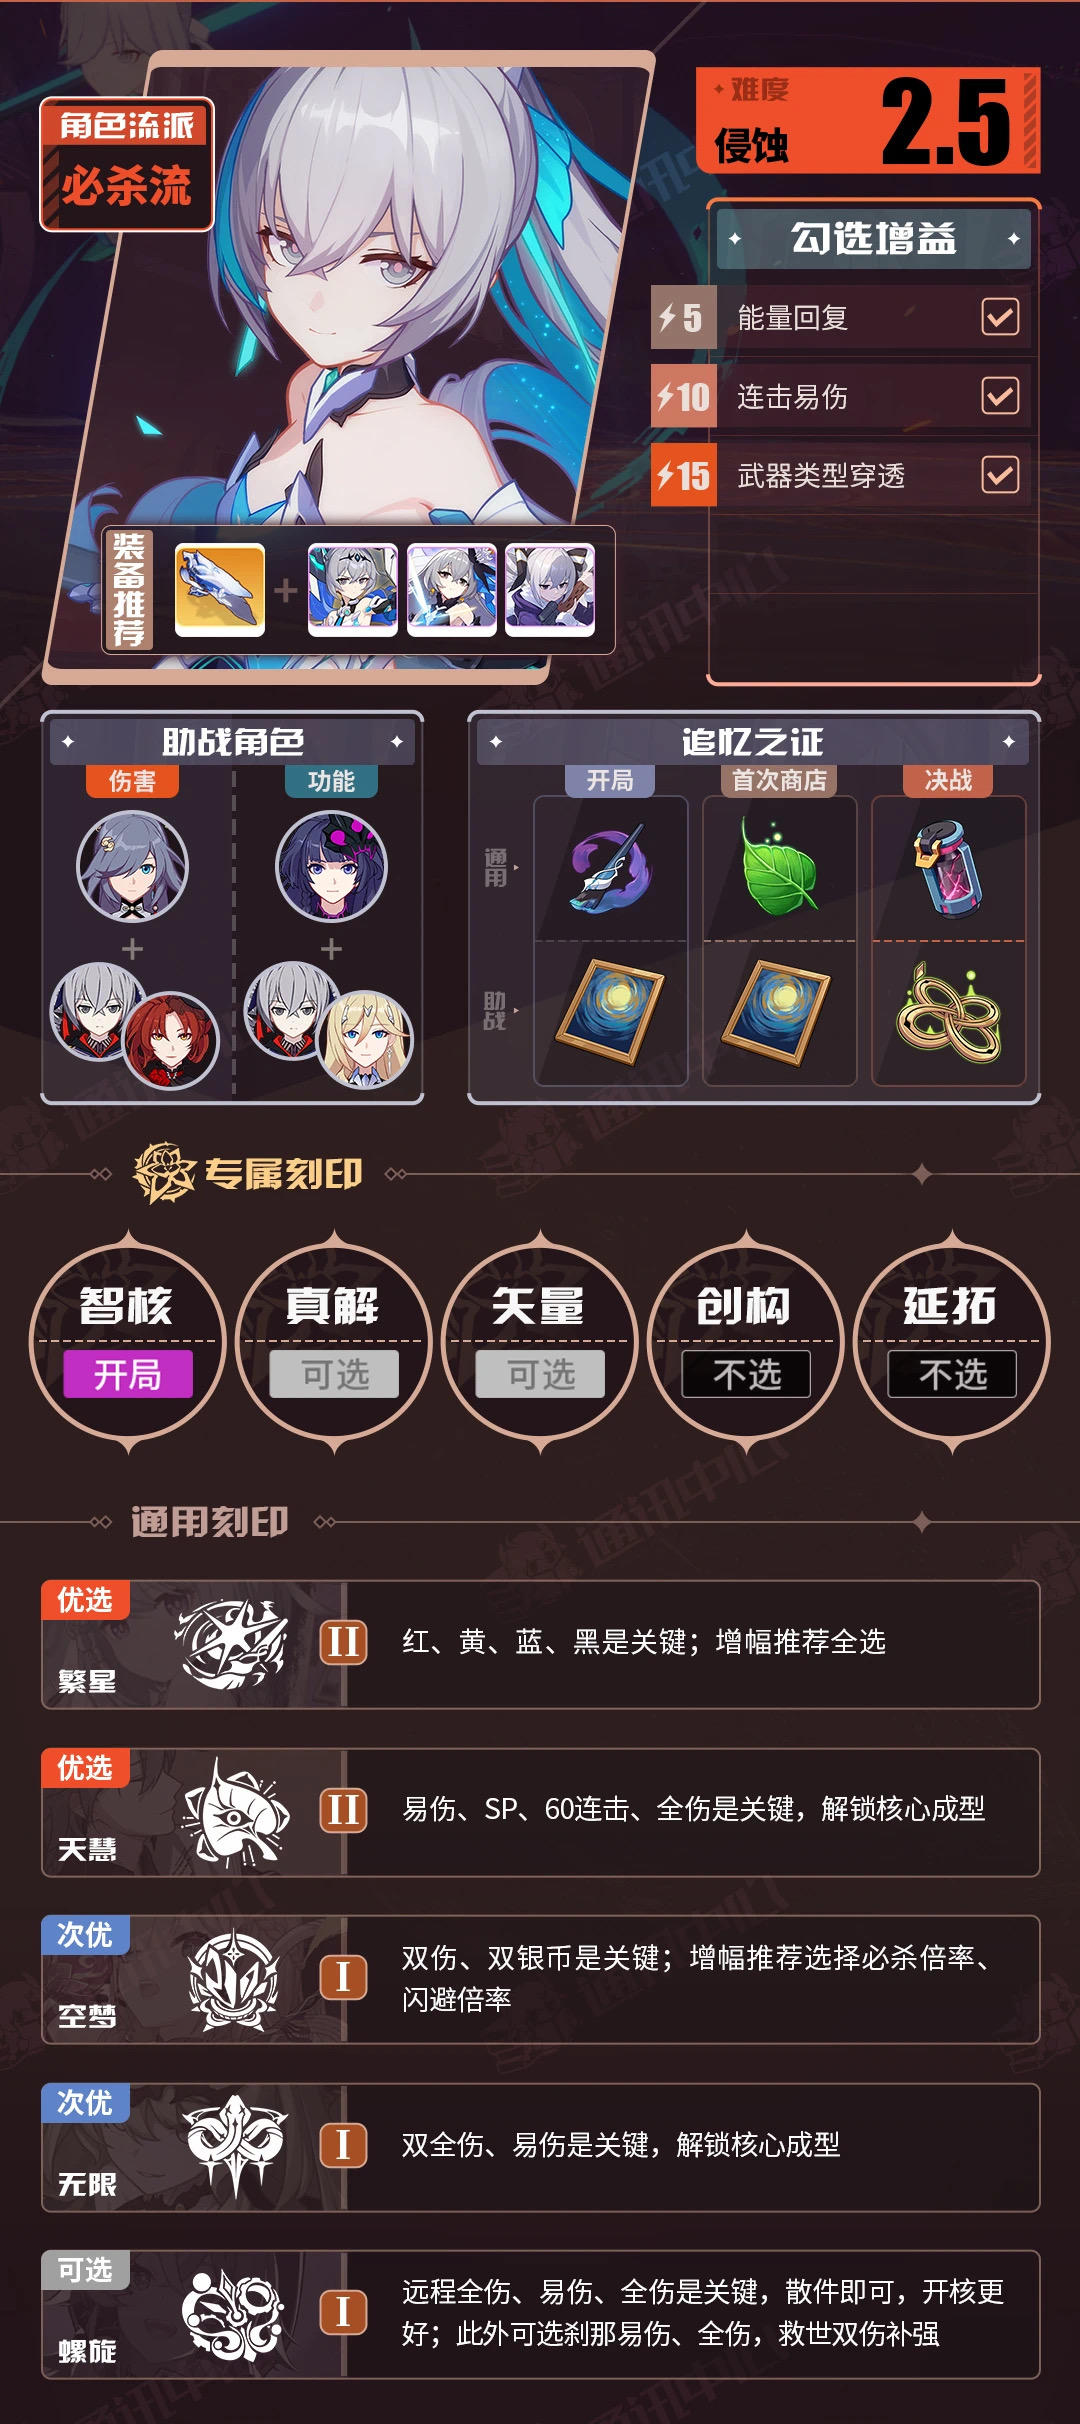 角色流派
必杀流
难度
侵蚀
2.5
勾选增益
5 能量回复
10 连击易伤
15 武器类型穿透
装备推荐
助战角色
伤害
功能
追忆之证
开局
首次商店
决战
通用
助战
专属刻印
智核
开局
真解
可选
矢量
可选
创构
不选
延拓
不选
通用刻印
优选
繁星
II
红、黄、蓝、黑是关键；增幅推荐全选
优选
天慧
II
易伤、SP、60连击、全伤是关键，解锁核心成型
次优
空梦
I
双伤、双银币是关键；增幅推荐选择必杀倍率、
闪避倍率
次优
无限
I
双全伤、易伤是关键，解锁核心成型
可选
螺旋
I
远程全伤、易伤、全伤是关键，散件即可，开核更
好；此外可选刹那易伤、全伤，救世双伤补强
通讯中心